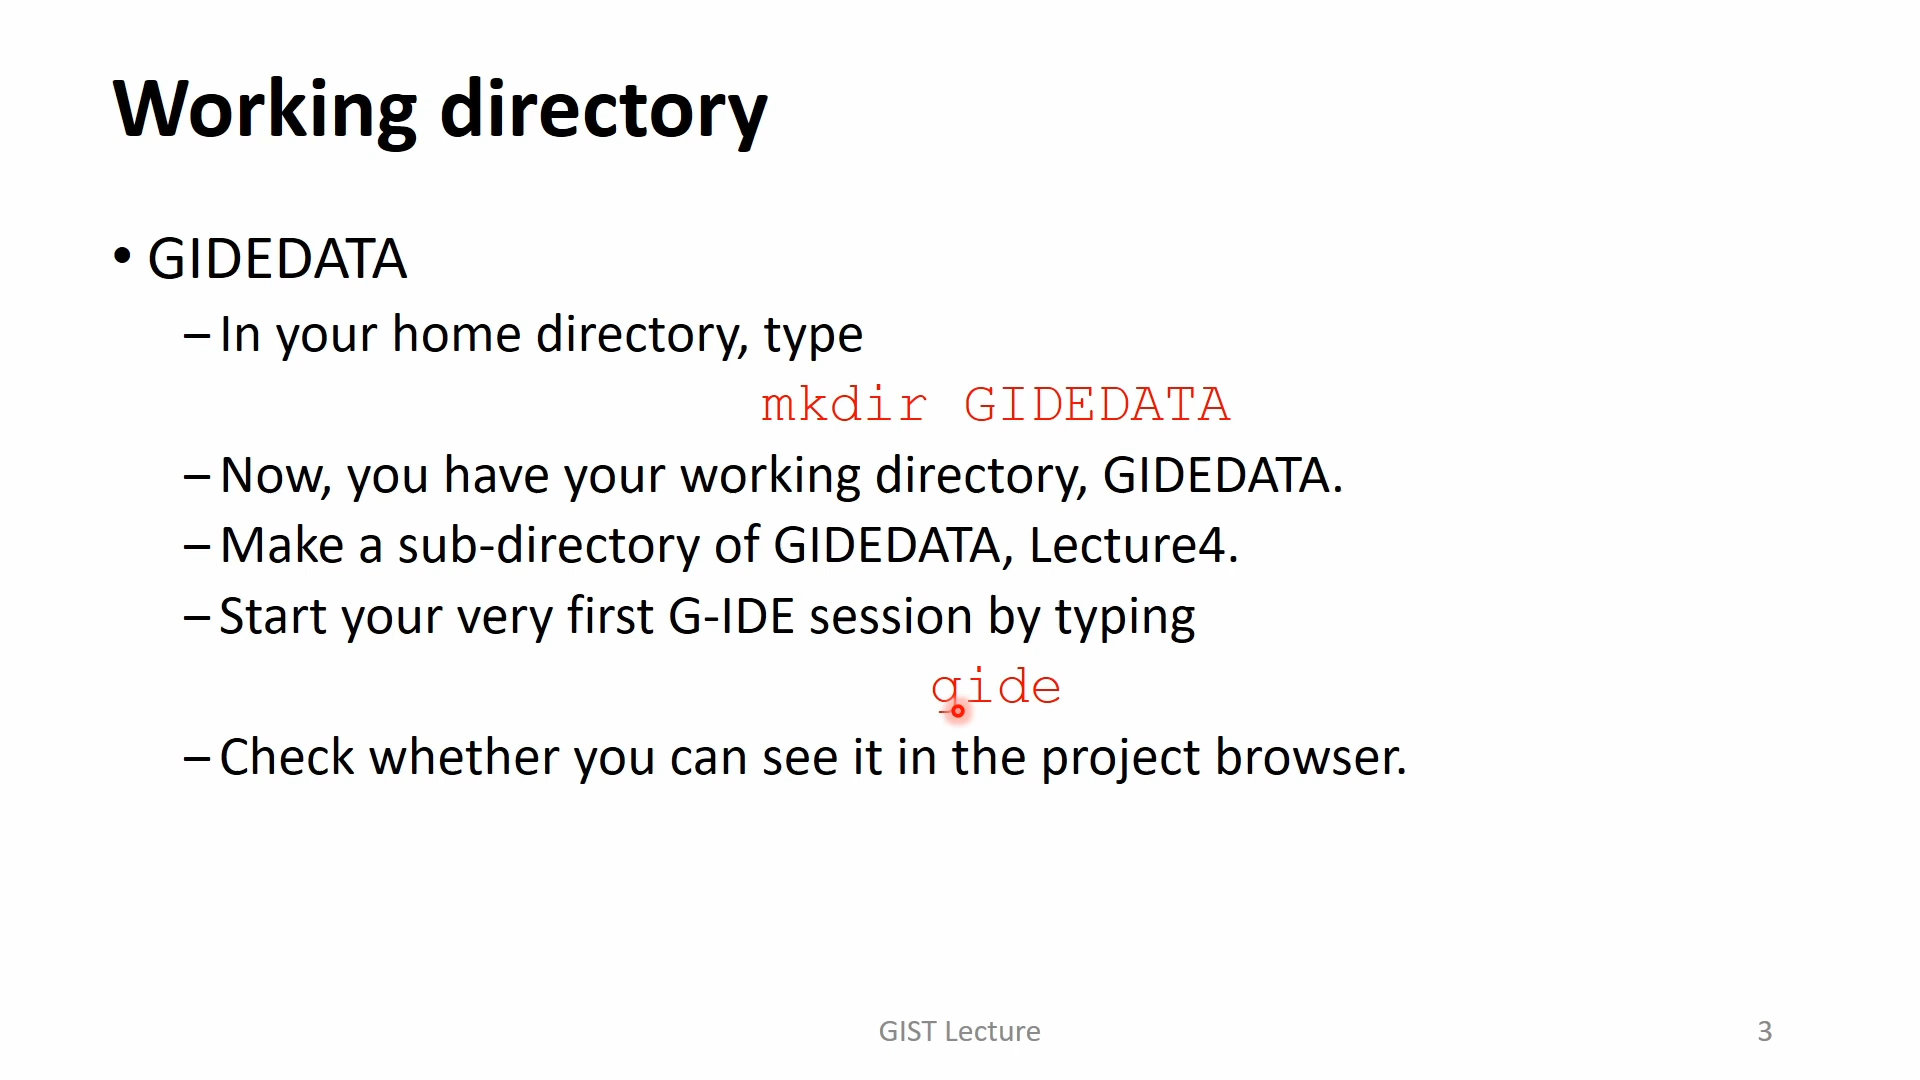 Working directory
• GIDEDATA
– In your home directory, type
mkdir GIDEDATA
– Now, you have your working directory, GIDEDATA.
– Make a sub-directory of GIDEDATA, Lecture4.
– Start your very first G-IDE session by typing
gide
– Check whether you can see it in the project browser.
GIST Lecture
3